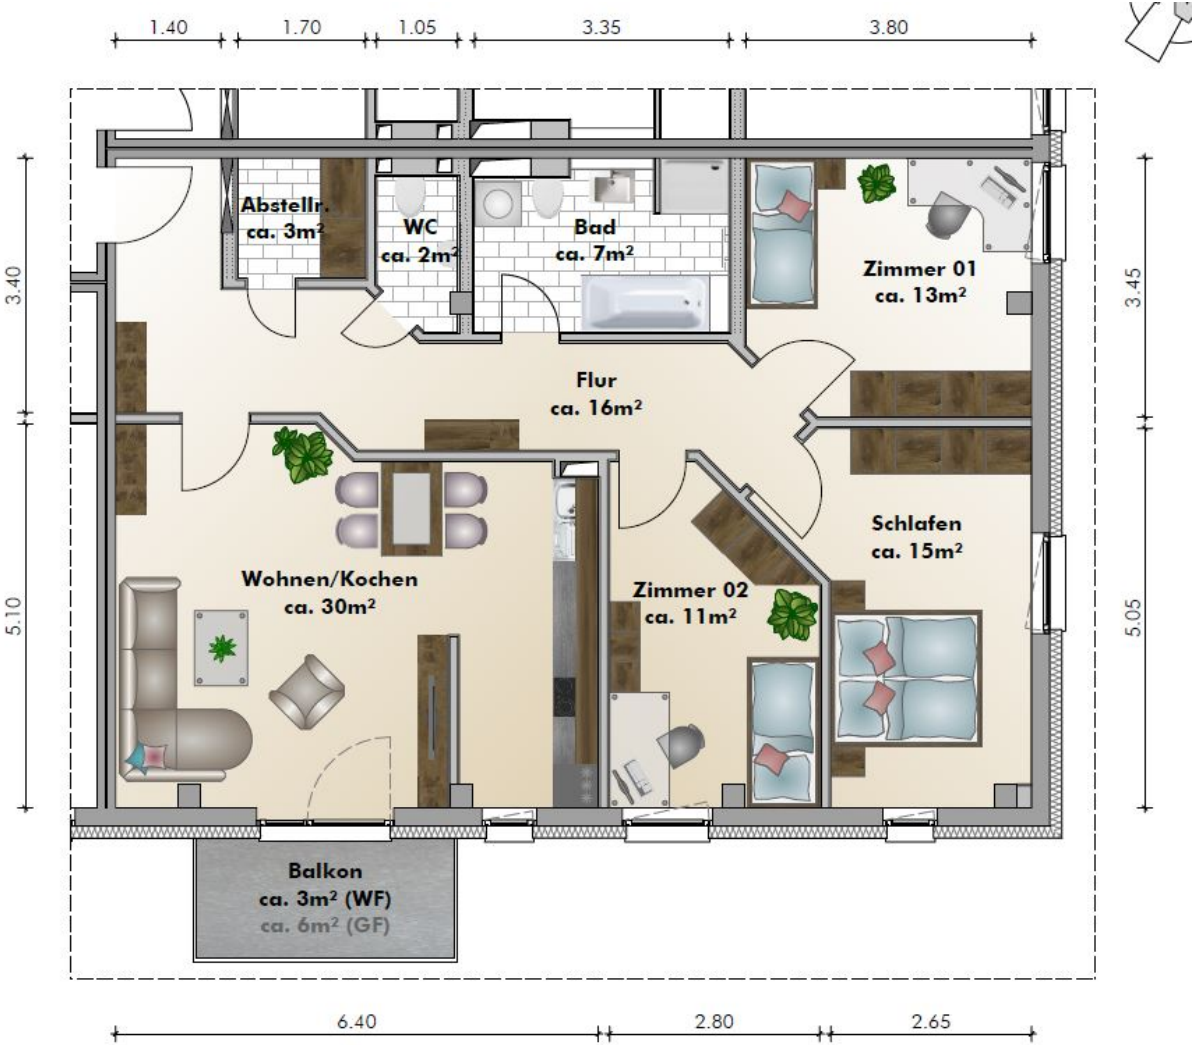 1.40
1.70
1.05
3.35
3.80
3.40
5.10
3.45
5.05
Abstellr.
ca. 3m²
WC
ca. 2m²
Bad
ca. 7m²
Zimmer 01
ca. 13m²
Flur
ca. 16m²
Schlafen
ca. 15m²
Wohnen/Kochen
ca. 30m²
Zimmer 02
ca. 11m²
Balkon
ca. 3m² (WF)
ca. 6m² (GF)
6.40
2.80
2.65